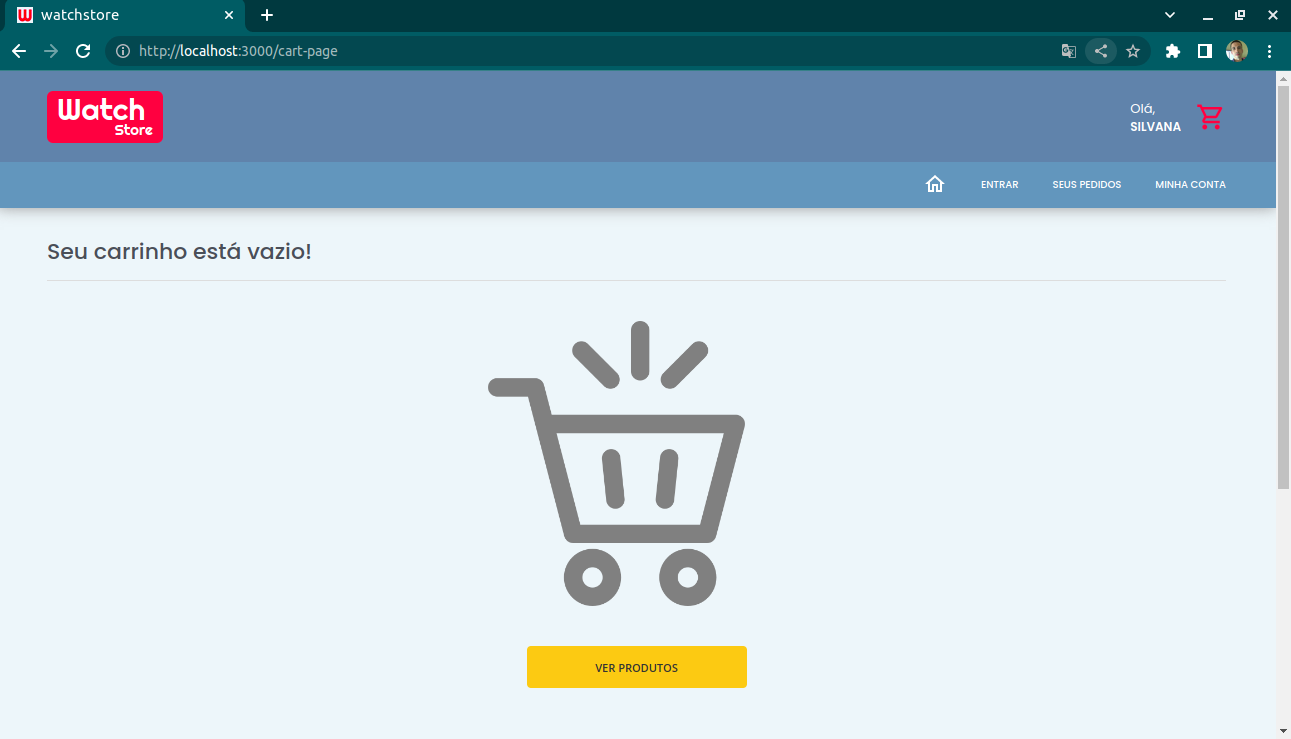 watchstore
http://localhost:3000/cart-page
Watch
Store
Olá,
SILVANA
ENTRAR SEUS PEDIDOS MINHA CONTA
Seu carrinho está vazio!
VER PRODUTOS